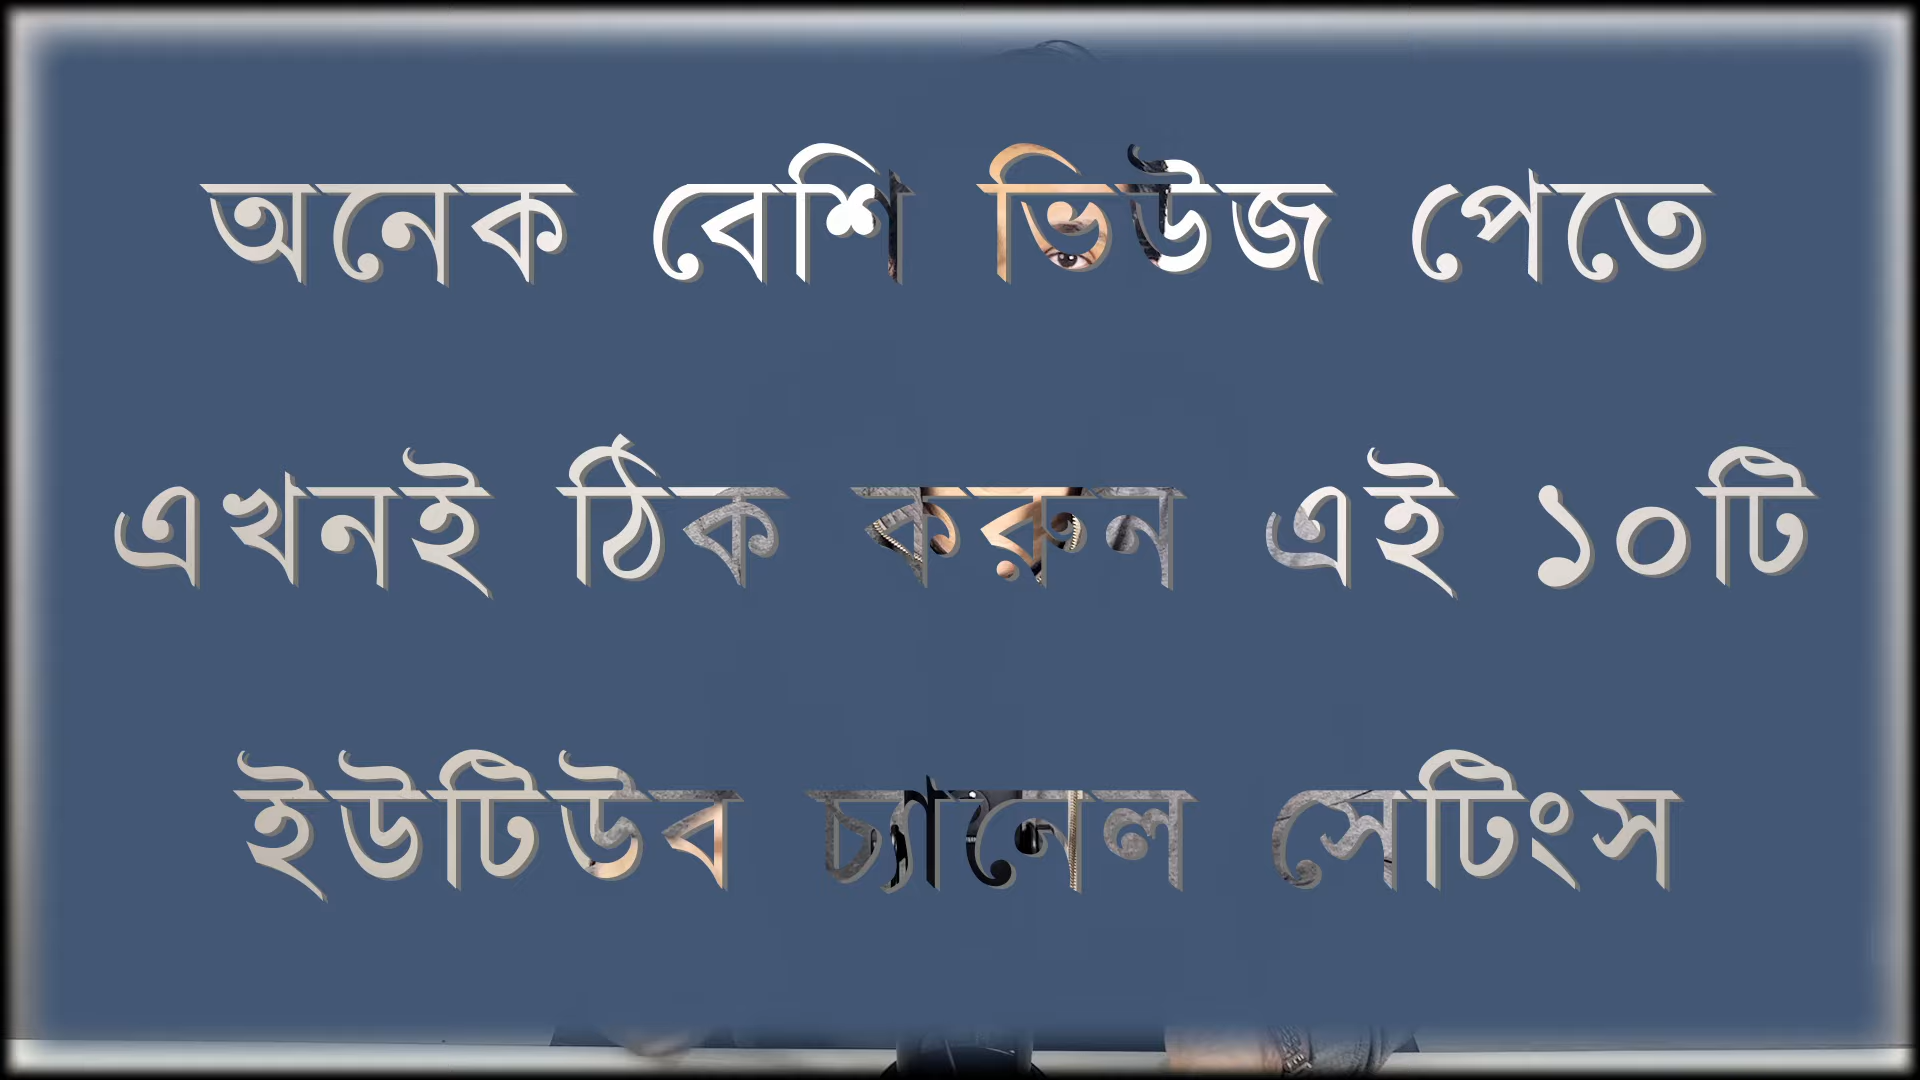 অনেক বেশি ভিউজ পেতে
এখনই ঠিক করুন এই ১০টি
ইউটিউব চ্যানেল সেটিংস